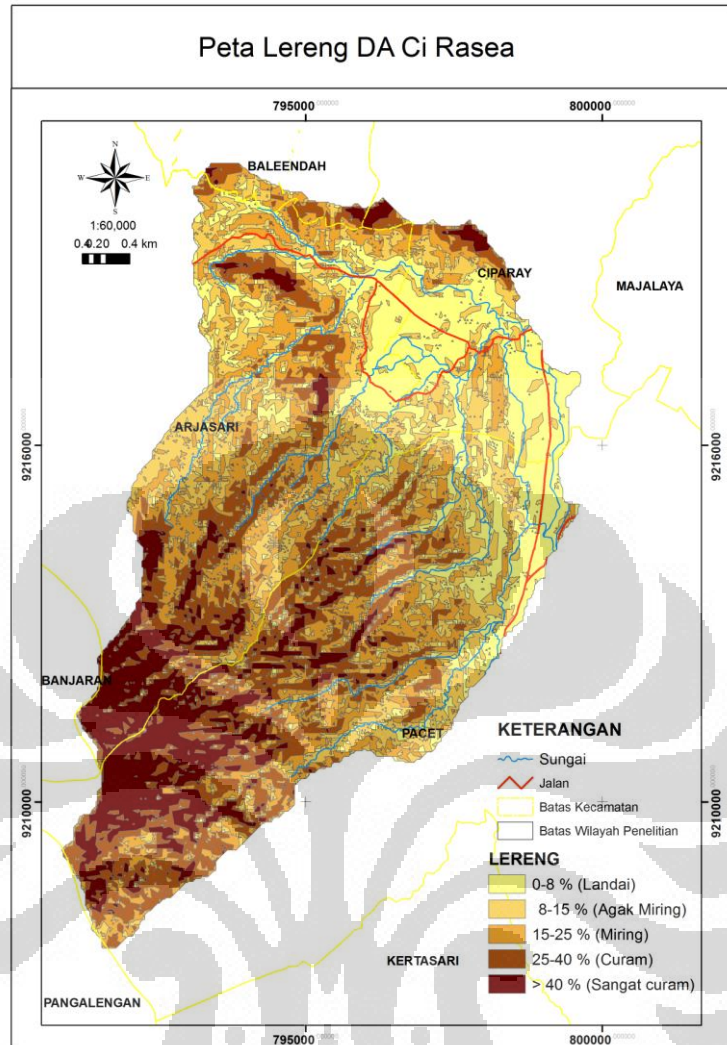 Peta Lereng DA Ci Rasea
795000
800000
N
W E
S
1:60,000
0.4 0.20 0.4 km
BALEENDAH
CIPARAY
MAJALAYA
ARJASARI
9216000
9216000
BANJARAN
PACET
KETERANGAN
Sungai
Jalan
Batas Kecamatan
Batas Wilayah Penelitian
9210000
9210000
LERENG
0-8 % (Landai)
8-15 % (Agak Miring)
15-25 % (Miring)
25-40 % (Curam)
> 40 % (Sangat curam)
KERTASARI
PANGALENGAN
795000
800000